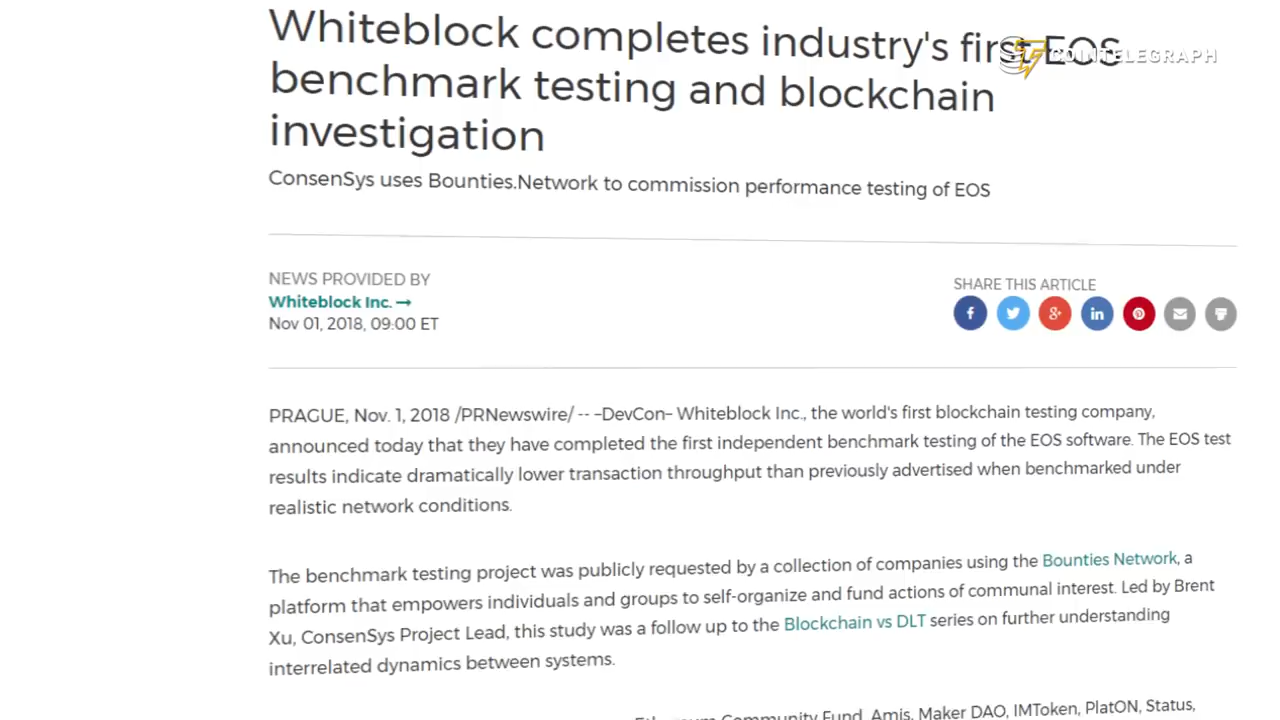 Whiteblock completes industry's first EOS
benchmark testing and blockchain
investigation
COINTELEGRAPH
ConsenSys uses Bounties.Network to commission performance testing of EOS
NEWS PROVIDED BY
Whiteblock Inc. →
Nov 01, 2018, 09:00 ET
SHARE THIS ARTICLE
PRAGUE, Nov. 1, 2018 /PRNewswire/ -- –DevCon– Whiteblock Inc., the world's first blockchain testing company,
announced today that they have completed the first independent benchmark testing of the EOS software. The EOS test
results indicate dramatically lower transaction throughput than previously advertised when benchmarked under
realistic network conditions.
The benchmark testing project was publicly requested by a collection of companies using the Bounties Network, a
platform that empowers individuals and groups to self-organize and fund actions of communal interest. Led by Brent
Xu, ConsenSys Project Lead, this study was a follow up to the Blockchain vs DLT series on further understanding
interrelated dynamics between systems.
Ethereum Community Fund, Amis, Maker DAO, IMToken, PlatON, Status,